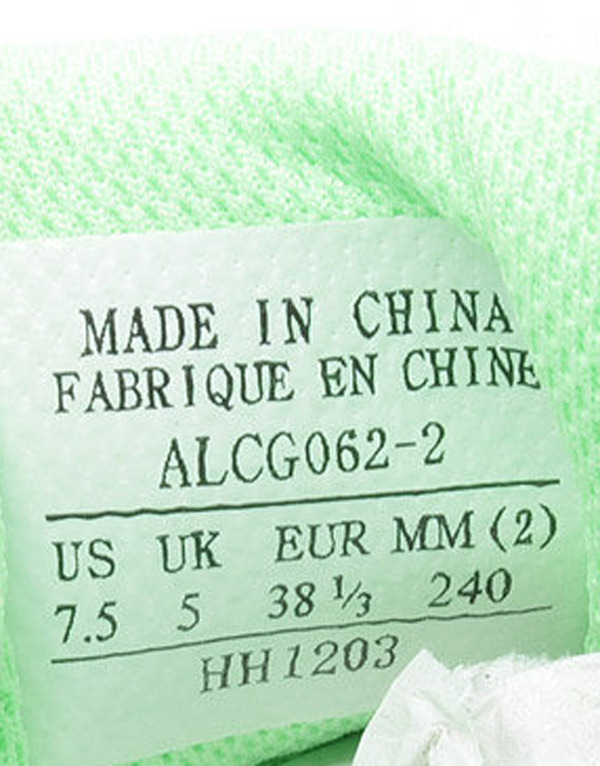 MADE IN CHINA
FABRIQUE EN CHINE
ALCG062-2
US UK EUR MM (2)
7.5 5 38 ⅓ 240
HH1203